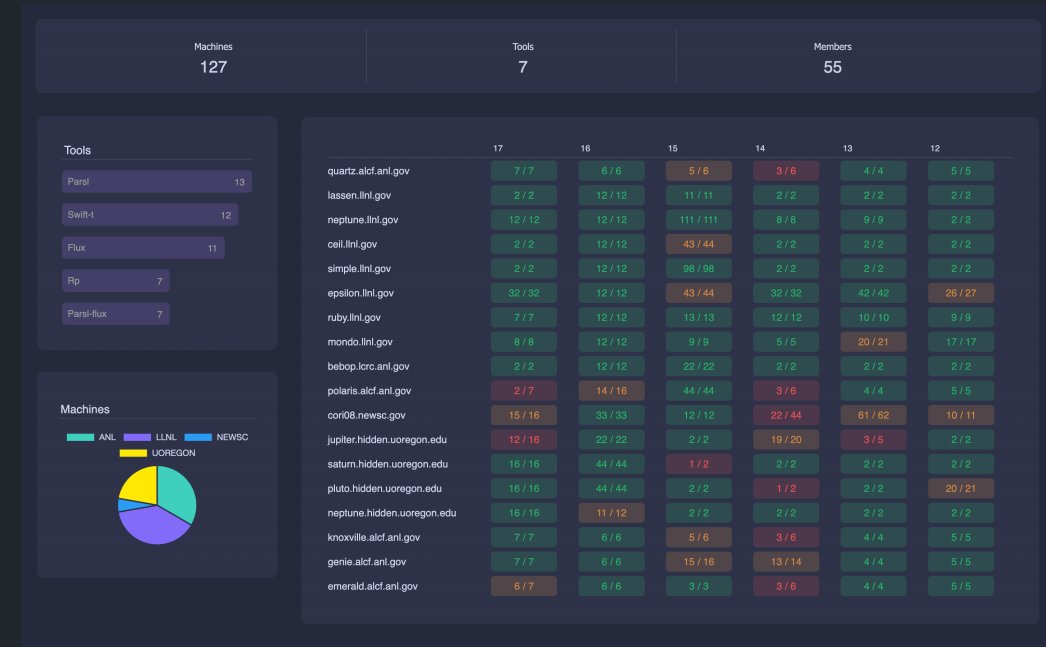 Machines Tools Members
127 7 55
Tools
Parsl 13
Swift-t 12
Flux 11
Rp 7
Parsl-flux 7
Machines
ANL LLNL NEWSC
UOREGON
17 16 15 14 13 12
quartz.alcf.anl.gov 7 / 7 6 / 6 5 / 6 3 / 6 4 / 4 5 / 5
lassen.llnl.gov 2 / 2 12 / 12 11 / 11 2 / 2 2 / 2 2 / 2
neptune.llnl.gov 12 / 12 12 / 12 111 / 111 8 / 8 9 / 9 2 / 2
ceil.llnl.gov 2 / 2 12 / 12 43 / 44 2 / 2 2 / 2 2 / 2
simple.llnl.gov 2 / 2 12 / 12 98 / 98 2 / 2 2 / 2 2 / 2
epsilon.llnl.gov 32 / 32 12 / 12 43 / 44 32 / 32 42 / 42 26 / 27
ruby.llnl.gov 7 / 7 12 / 12 13 / 13 12 / 12 10 / 10 9 / 9
mondo.llnl.gov 8 / 8 12 / 12 9 / 9 5 / 5 20 / 21 17 / 17
bebop.lcrc.anl.gov 2 / 2 12 / 12 22 / 22 2 / 2 2 / 2 2 / 2
polaris.alcf.anl.gov 2 / 7 14 / 16 44 / 44 3 / 6 4 / 4 5 / 5
cori08.newsc.gov 15 / 16 33 / 33 12 / 12 22 / 44 61 / 62 10 / 11
jupiter.hidden.uoregon.edu 12 / 16 22 / 22 2 / 2 19 / 20 3 / 5 2 / 2
saturn.hidden.uoregon.edu 16 / 16 44 / 44 1 / 2 2 / 2 2 / 2 2 / 2
pluto.hidden.uoregon.edu 16 / 16 44 / 44 2 / 2 1 / 2 2 / 2 20 / 21
neptune.hidden.uoregon.edu 16 / 16 11 / 12 2 / 2 2 / 2 2 / 2 2 / 2
knoxville.alcf.anl.gov 7 / 7 6 / 6 5 / 6 3 / 6 4 / 4 5 / 5
genie.alcf.anl.gov 7 / 7 6 / 6 15 / 16 13 / 14 4 / 4 5 / 5
emerald.alcf.anl.gov 6 / 7 6 / 6 3 / 3 3 / 6 4 / 4 5 / 5